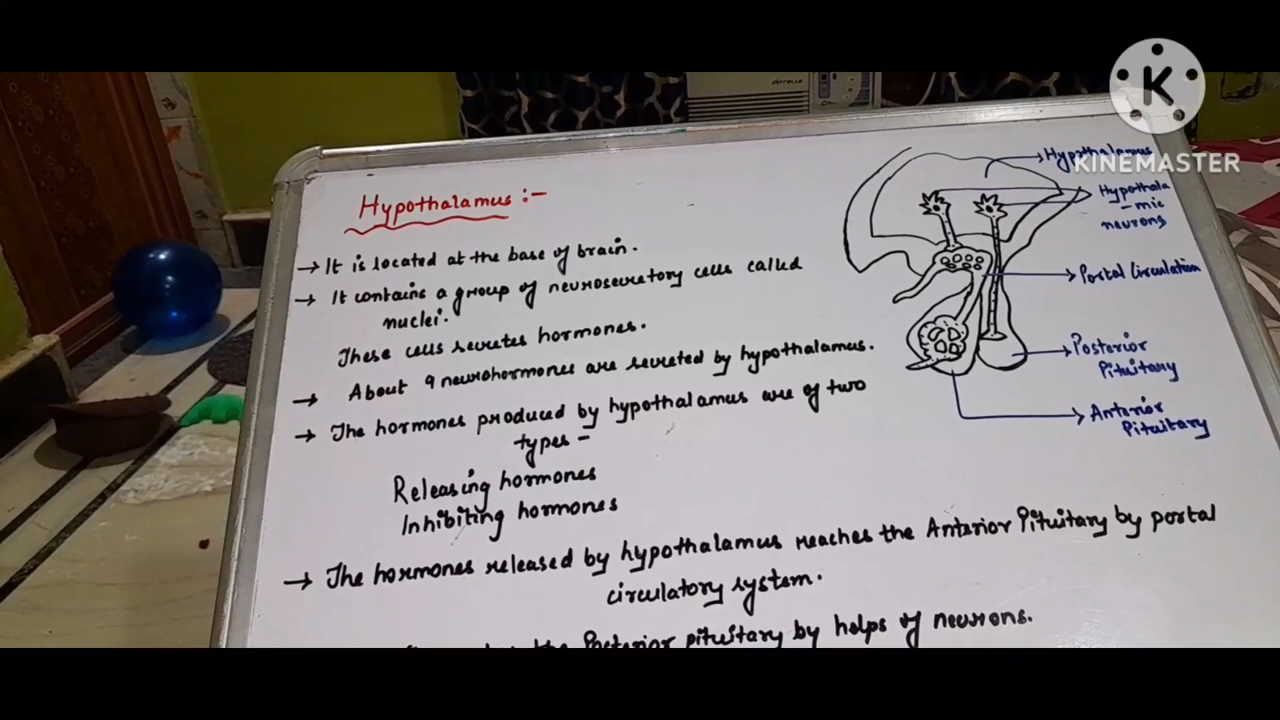 KINEMASTER
Hypothalamus :-
→ It is located at the base of brain.
→ It contains a group of neurosecretory cells called
nuclei.
These cells secretes hormones.
→ About 9 neurohormones are secreted by hypothalamus.
→ The hormones produced by hypothalamus are of two
types -
Releasing hormones
Inhibiting hormones
→ The hormones released by hypothalamus reaches the Anterior Pituitary by portal
circulatory system.
the Posterior pituitary by helps of neurons.
Hypothalamus
Hypothala
-mic
neurons
Portal Circulation
Posterior
Pituitary
Anterior
Pituitary